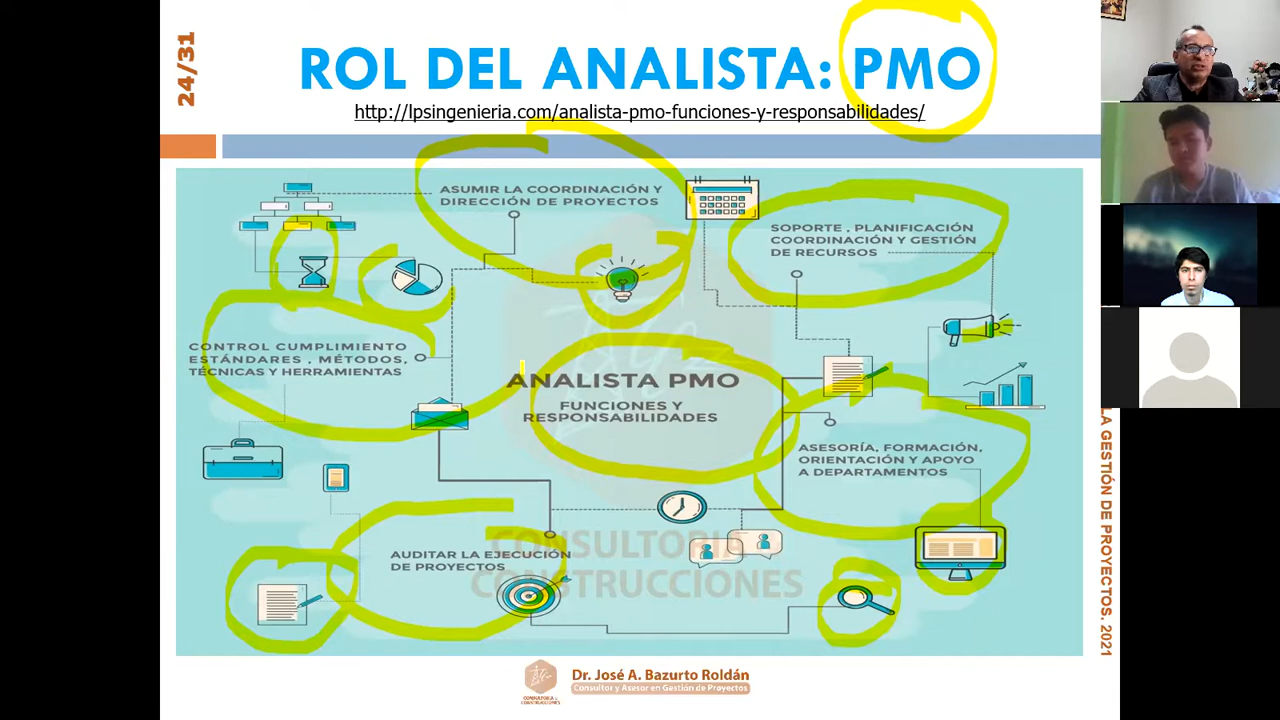 24/31
ROL DEL ANALISTA: PMO
http://lpsingenieria.com/analista-pmo-funciones-y-responsabilidades/
ASUMIR LA COORDINACIÓN Y
DIRECCIÓN DE PROYECTOS
SOPORTE , PLANIFICACIÓN
COORDINACIÓN Y GESTIÓN
DE RECURSOS
CONTROL CUMPLIMIENTO
ESTÁNDARES , MÉTODOS,
TÉCNICAS Y HERRAMIENTAS
ANALISTA PMO
FUNCIONES Y
RESPONSABILIDADES
ASESORÍA, FORMACIÓN,
ORIENTACIÓN Y APOYO
A DEPARTAMENTOS
AUDITAR LA EJECUCIÓN
DE PROYECTOS
CONSULTORIA
CONSTRUCCIONES
LA GESTIÓN DE PROYECTOS. 2021
Dr. José A. Bazurto Roldán
Consultor y Asesor en Gestión de Proyectos
CONSULTORIA &
CONSTRUCCIONES